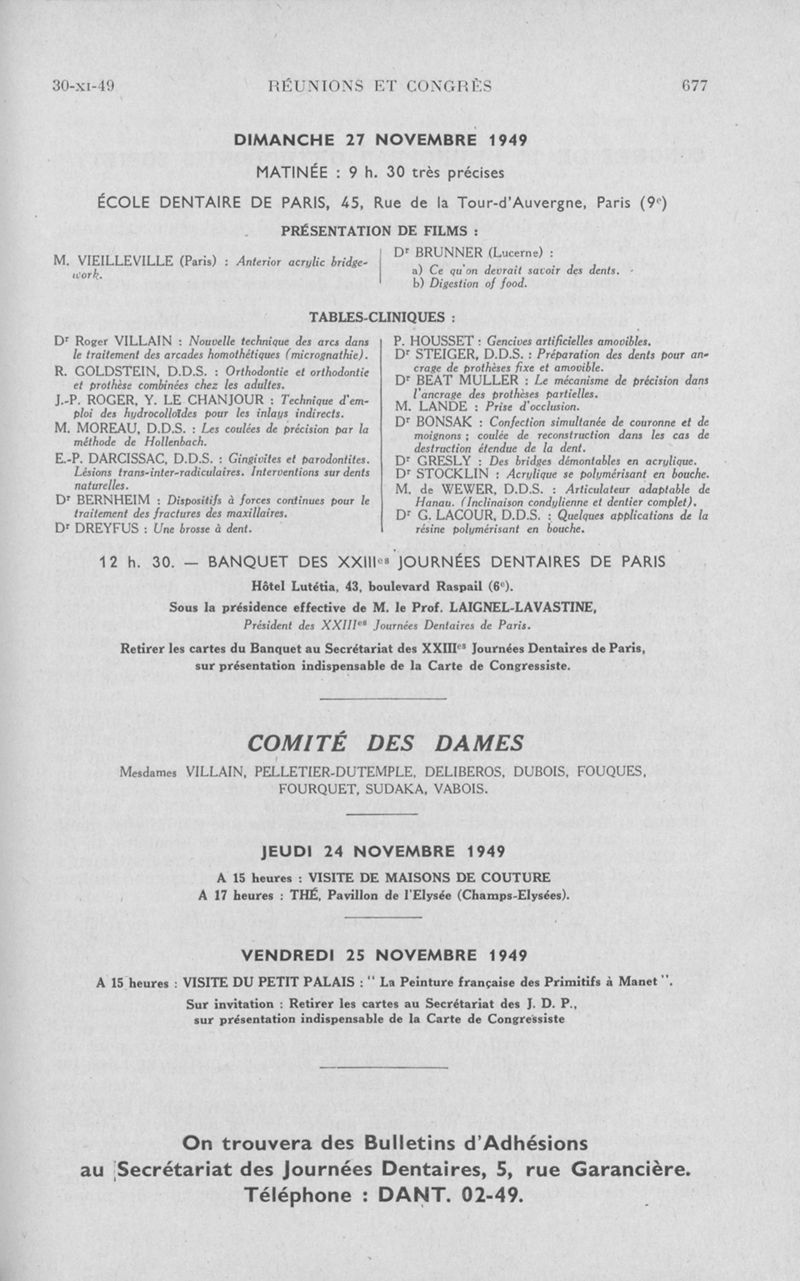 30-XI-49 RÉUNIONS ET CONGRÈS 677
DIMANCHE 27 NOVEMBRE 1949
MATINÉE : 9 h. 30 très précises
ÉCOLE DENTAIRE DE PARIS, 45, Rue de la Tour-d'Auvergne, Paris (9e)
PRÉSENTATION DE FILMS :
M. VIEILLEVILLE (Paris) : Anterior acrylic bridge-
work.
Dr BRUNNER (Lucerne) :
a) Ce qu'on devrait savoir des dents.
b) Digestion of food.
TABLES-CLINIQUES :
Dr Roger VILLAIN : Nouvelle technique des arcs dans
le traitement des arcades homothétiques (micrognathie).
R. GOLDSTEIN, D.D.S. : Orthodontie et orthodontie
et prothèse combinées chez les adultes.
J.-P. ROGER, Y. LE CHANJOUR : Technique d'em-
ploi des hydrocolloïdes pour les inlays indirects.
M. MOREAU, D.D.S. : Les coulées de précision par la
méthode de Hollenbach.
E.-P. DARCISSAC, D.D.S. : Gingivites et parodontites.
Lésions trans-inter-radiculaires. Interventions sur dents
naturelles.
Dr BERNHEIM : Dispositifs à forces continues pour le
traitement des fractures des maxillaires.
Dr DREYFUS : Une brosse à dent.
P. HOUSSET : Gencives artificielles amovibles.
Dr STEIGER, D.D.S. : Préparation des dents pour an-
crage de prothèses fixe et amovible.
Dr BEAT MULLER : Le mécanisme de précision dans
l'ancrage des prothèses partielles.
M. LANDE : Prise d'occlusion.
Dr BONSAK : Confection simultanée de couronne et de
moignons ; coulée de reconstruction dans les cas de
destruction étendue de la dent.
Dr GRESLY : Des bridges démontables en acrylique.
Dr STOCKLIN : Acrylique se polymérisant en bouche.
M. de WEWER, D.D.S. : Articulateur adaptable de
Hanau. (Inclinaison condylienne et dentier complet).
Dr G. LACOUR, D.D.S. : Quelques applications de la
résine polymérisant en bouche.
12 h. 30. — BANQUET DES XXIIIes JOURNÉES DENTAIRES DE PARIS
Hôtel Lutétia, 43, boulevard Raspail (6e).
Sous la présidence effective de M. le Prof. LAIGNEL-LAVASTINE,
Président des XXIIIes Journées Dentaires de Paris.
Retirer les cartes du Banquet au Secrétariat des XXIIIes Journées Dentaires de Paris,
sur présentation indispensable de la Carte de Congressiste.
COMITÉ DES DAMES
Mesdames VILLAIN, PELLETIER-DUTEMPLE, DELIBEROS, DUBOIS, FOUQUES,
FOURQUET, SUDAKA, VABOIS.
JEUDI 24 NOVEMBRE 1949
A 15 heures : VISITE DE MAISONS DE COUTURE
A 17 heures : THÉ, Pavillon de l'Elysée (Champs-Elysées).
VENDREDI 25 NOVEMBRE 1949
A 15 heures : VISITE DU PETIT PALAIS : " La Peinture française des Primitifs à Manet ".
Sur invitation : Retirer les cartes au Secrétariat des J. D. P.,
sur présentation indispensable de la Carte de Congressiste
On trouvera des Bulletins d'Adhésions
au Secrétariat des Journées Dentaires, 5, rue Garancière.
Téléphone : DANT. 02-49.